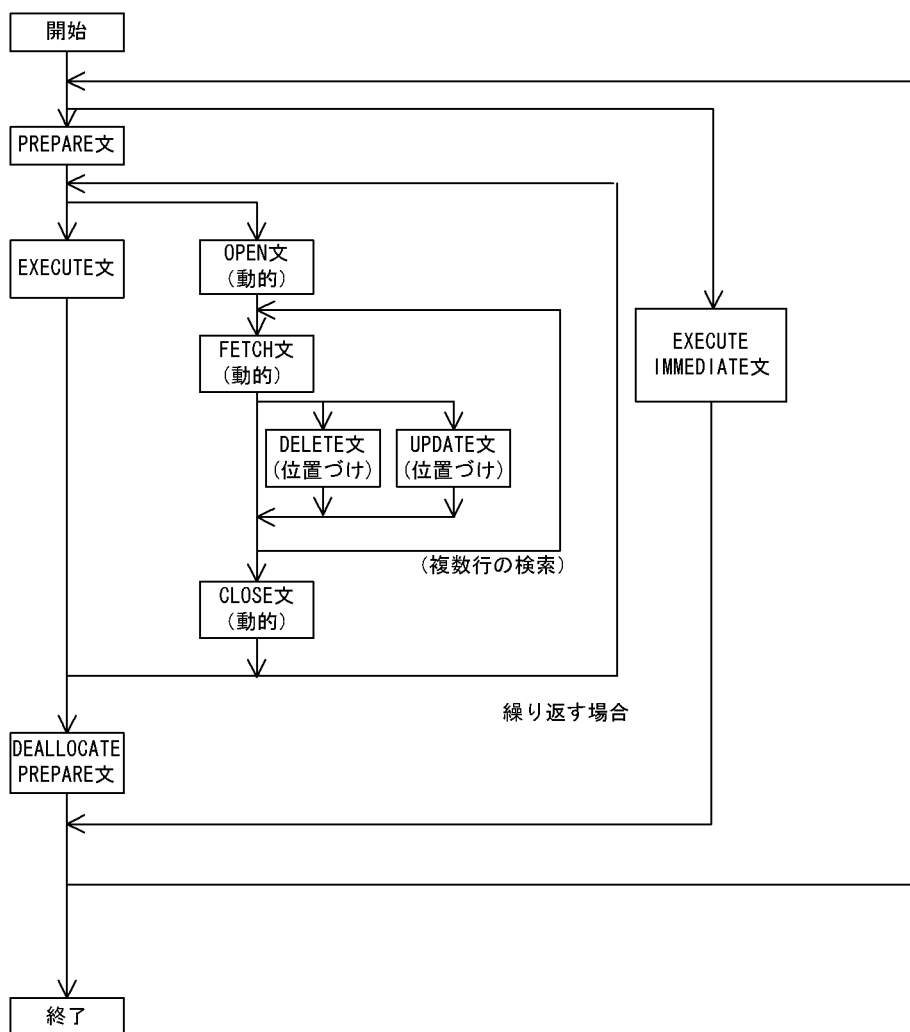 開始
PREPARE文
EXECUTE文
OPEN文
(動的)
FETCH文
(動的)
EXECUTE
IMMEDIATE文
DELETE文
(位置づけ)
UPDATE文
(位置づけ)
(複数行の検索)
CLOSE文
(動的)
繰り返す場合
DEALLOCATE
PREPARE文
終了